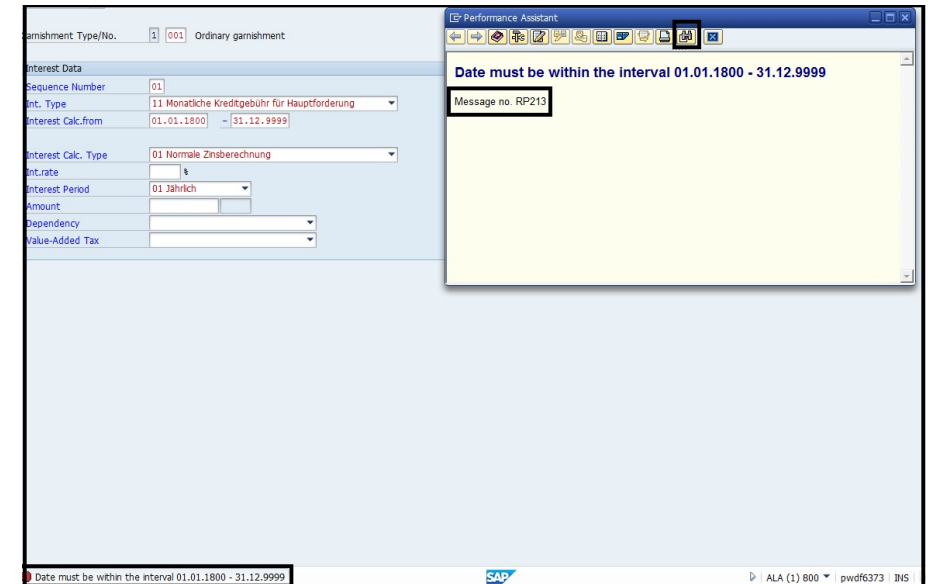 Performance Assistant
arnishment Type/No. 1 001 Ordinary garnishment
Date must be within the interval 01.01.1800 - 31.12.9999
Message no. RP213
Interest Data
Sequence Number 01
Int. Type 11 Monatliche Kreditgebühr für Hauptforderung
Interest Calc.from 01.01.1800 - 31.12.9999
Interest Calc. Type 01 Normale Zinsberechnung
Int.rate %
Interest Period 01 Jährlich
Amount
Dependency
Value-Added Tax
Date must be within the interval 01.01.1800 - 31.12.9999
SAP
ALA (1) 800 pwdf6373 INS